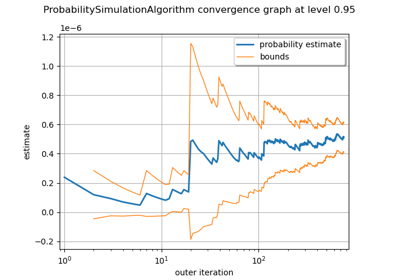 ProbabilitySimulationAlgorithm convergence graph at level 0.95
1e−6
probability estimate
bounds
1.2
1.0
0.8
0.6
0.4
0.2
0.0
−0.2
estimate
10⁰
10¹
10²
outer iteration